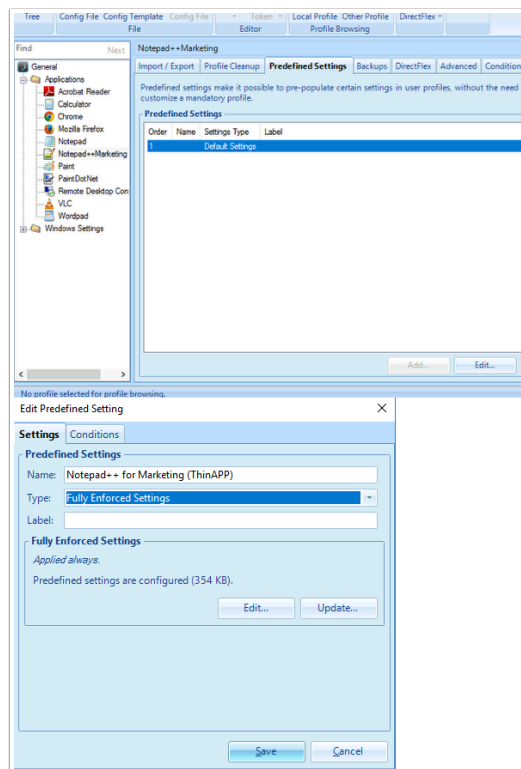 Tree Config File Config Template Config File Token Local Profile Other Profile DirectFlex
File Editor Profile Browsing
Find Next Notepad++Marketing
General
Applications
Acrobat Reader
Calculator
Chrome
Mozilla Firefox
Notepad
Notepad++Marketing
Paint
PaintDotNet
Remote Desktop Con
VLC
Wordpad
Windows Settings
Import / Export Profile Cleanup Predefined Settings Backups DirectFlex Advanced Condition
Predefined settings make it possible to pre-populate certain settings in user profiles, without the need
customize a mandatory profile.
Predefined Settings
Order Name Settings Type Label
1 Default Settings
Add... Edit...
No profile selected for profile browsing.
Edit Predefined Setting
Settings Conditions
Predefined Settings
Name: Notepad++ for Marketing (ThinAPP)
Type: Fully Enforced Settings
Label:
Fully Enforced Settings
Applied always.
Predefined settings are configured (354 KB).
Edit... Update...
Save Cancel